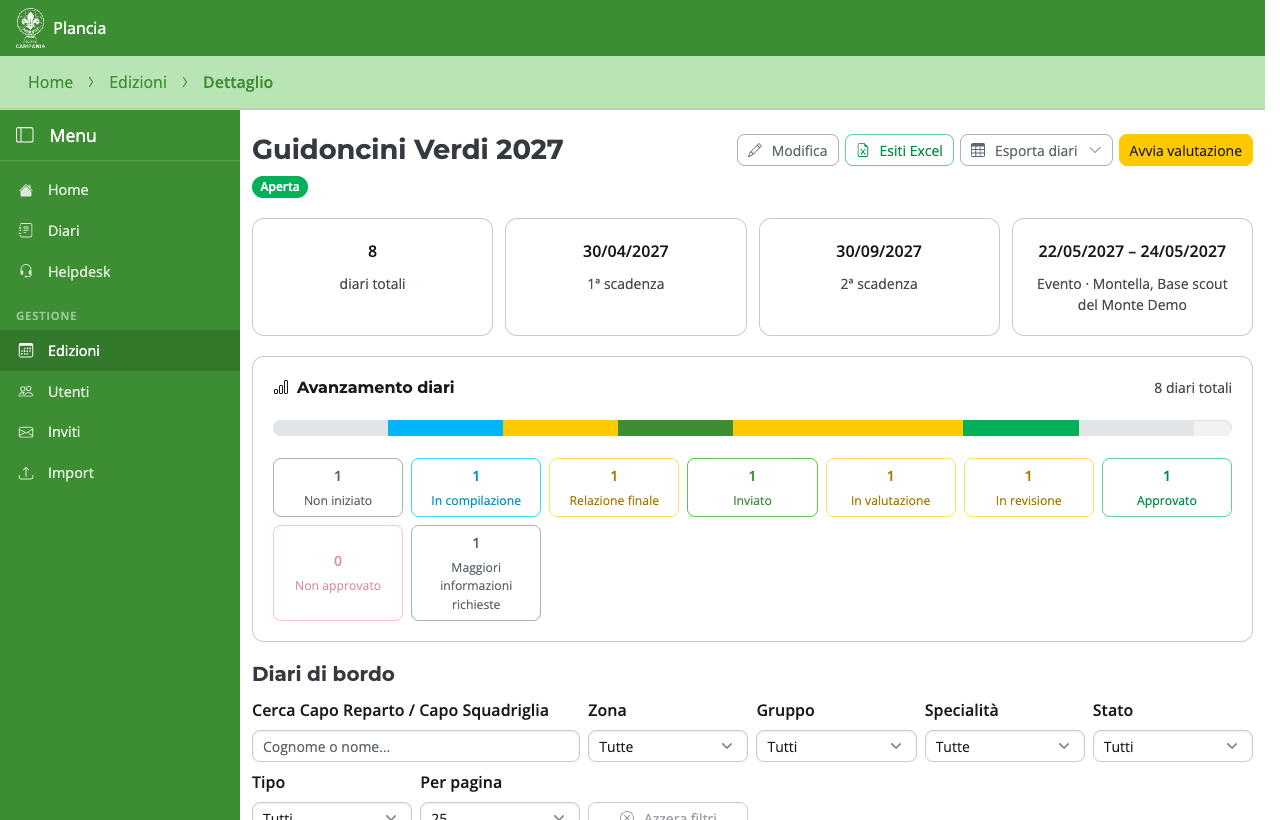 CAMPANIA
Plancia
Home > Edizioni > Dettaglio
Menu
Home
Diari
Helpdesk
GESTIONE
Edizioni
Utenti
Inviti
Import
Guidoncini Verdi 2027
Modifica
Esiti Excel
Esporta diari
Avvia valutazione
Aperta
8
diari totali
30/04/2027
1ª scadenza
30/09/2027
2ª scadenza
22/05/2027 – 24/05/2027
Evento · Montella, Base scout
del Monte Demo
Avanzamento diari
8 diari totali
1
Non iniziato
1
In compilazione
1
Relazione finale
1
Inviato
1
In valutazione
1
In revisione
1
Approvato
0
Non approvato
1
Maggiori
informazioni
richieste
Diari di bordo
Cerca Capo Reparto / Capo Squadriglia
Cognome o nome...
Zona
Tutte
Gruppo
Tutti
Specialità
Tutte
Stato
Tutti
Tipo
Tutti
Per pagina
25
Azzera filtri